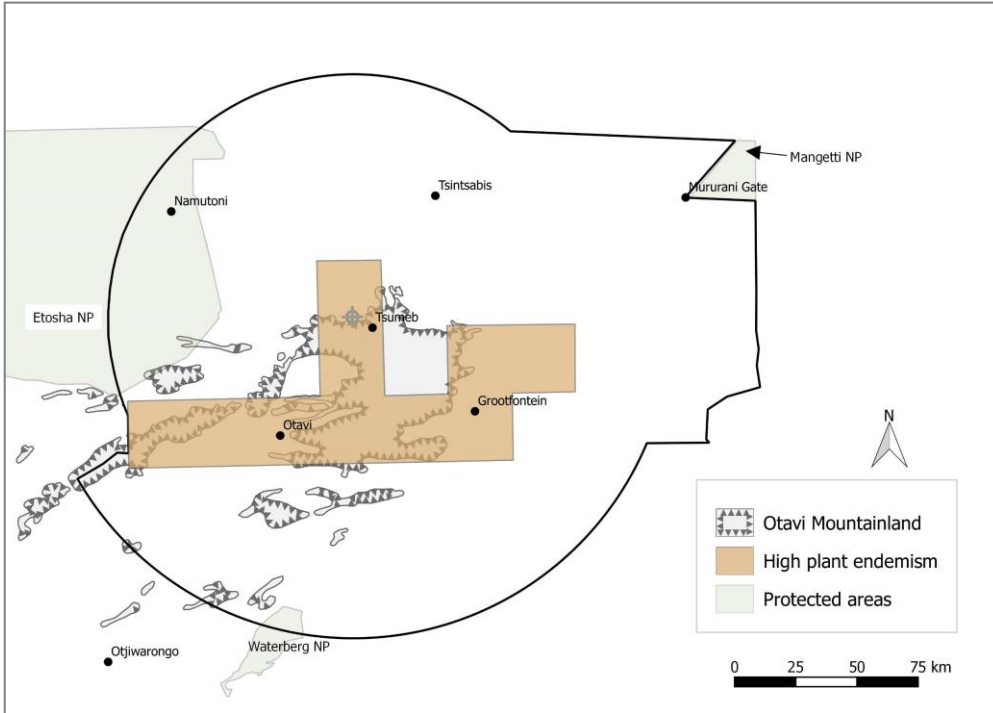 Mangetti NP
Tsintsabis
Mururani Gate
Namutoni
Etosha NP
Tsumeb
Grootfontein
Otavi
N
Otavi Mountainland
High plant endemism
Protected areas
Waterberg NP
Otjiwarongo
0 25 50 75 km